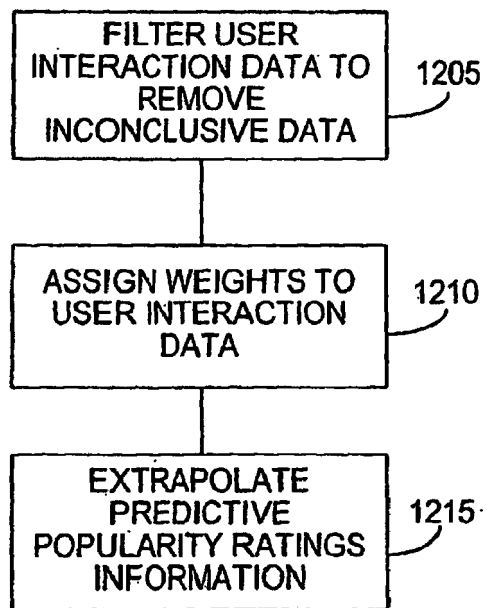 FILTER USER
INTERACTION DATA TO
REMOVE
INCONCLUSIVE DATA
1205
ASSIGN WEIGHTS TO
USER INTERACTION
DATA
1210
EXTRAPOLATE
PREDICTIVE
POPULARITY RATINGS
INFORMATION
1215